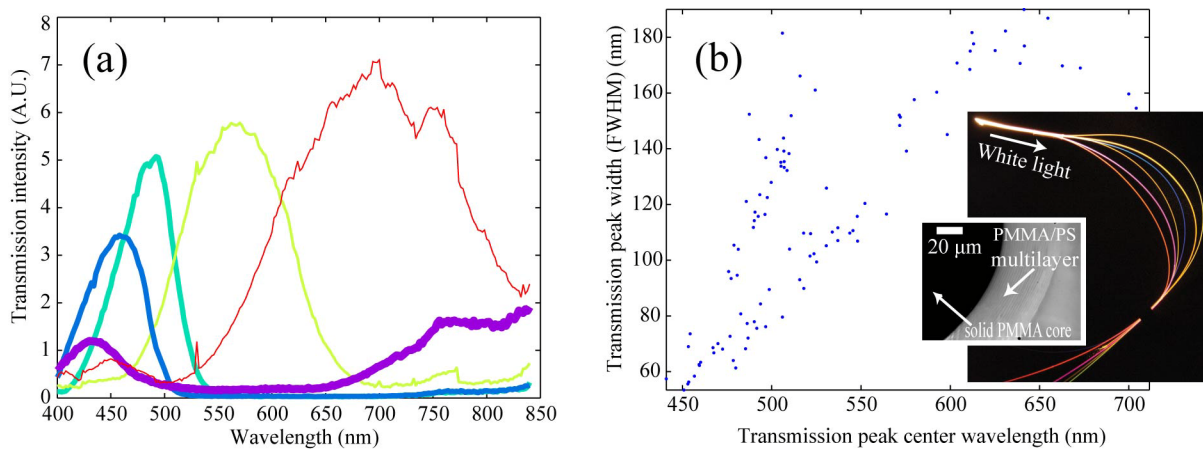 (a)
Transmission intensity (A.U.)
8
7
6
5
4
3
2
1
0
400 450 500 550 600 650 700 750 800 850
Wavelength (nm)
(b)
Transmission peak width (FWHM) (nm)
180
160
140
120
100
80
60
450 500 550 600 650 700
Transmission peak center wavelength (nm)
White light
20 μm
PMMA/PS
multilayer
solid PMMA core